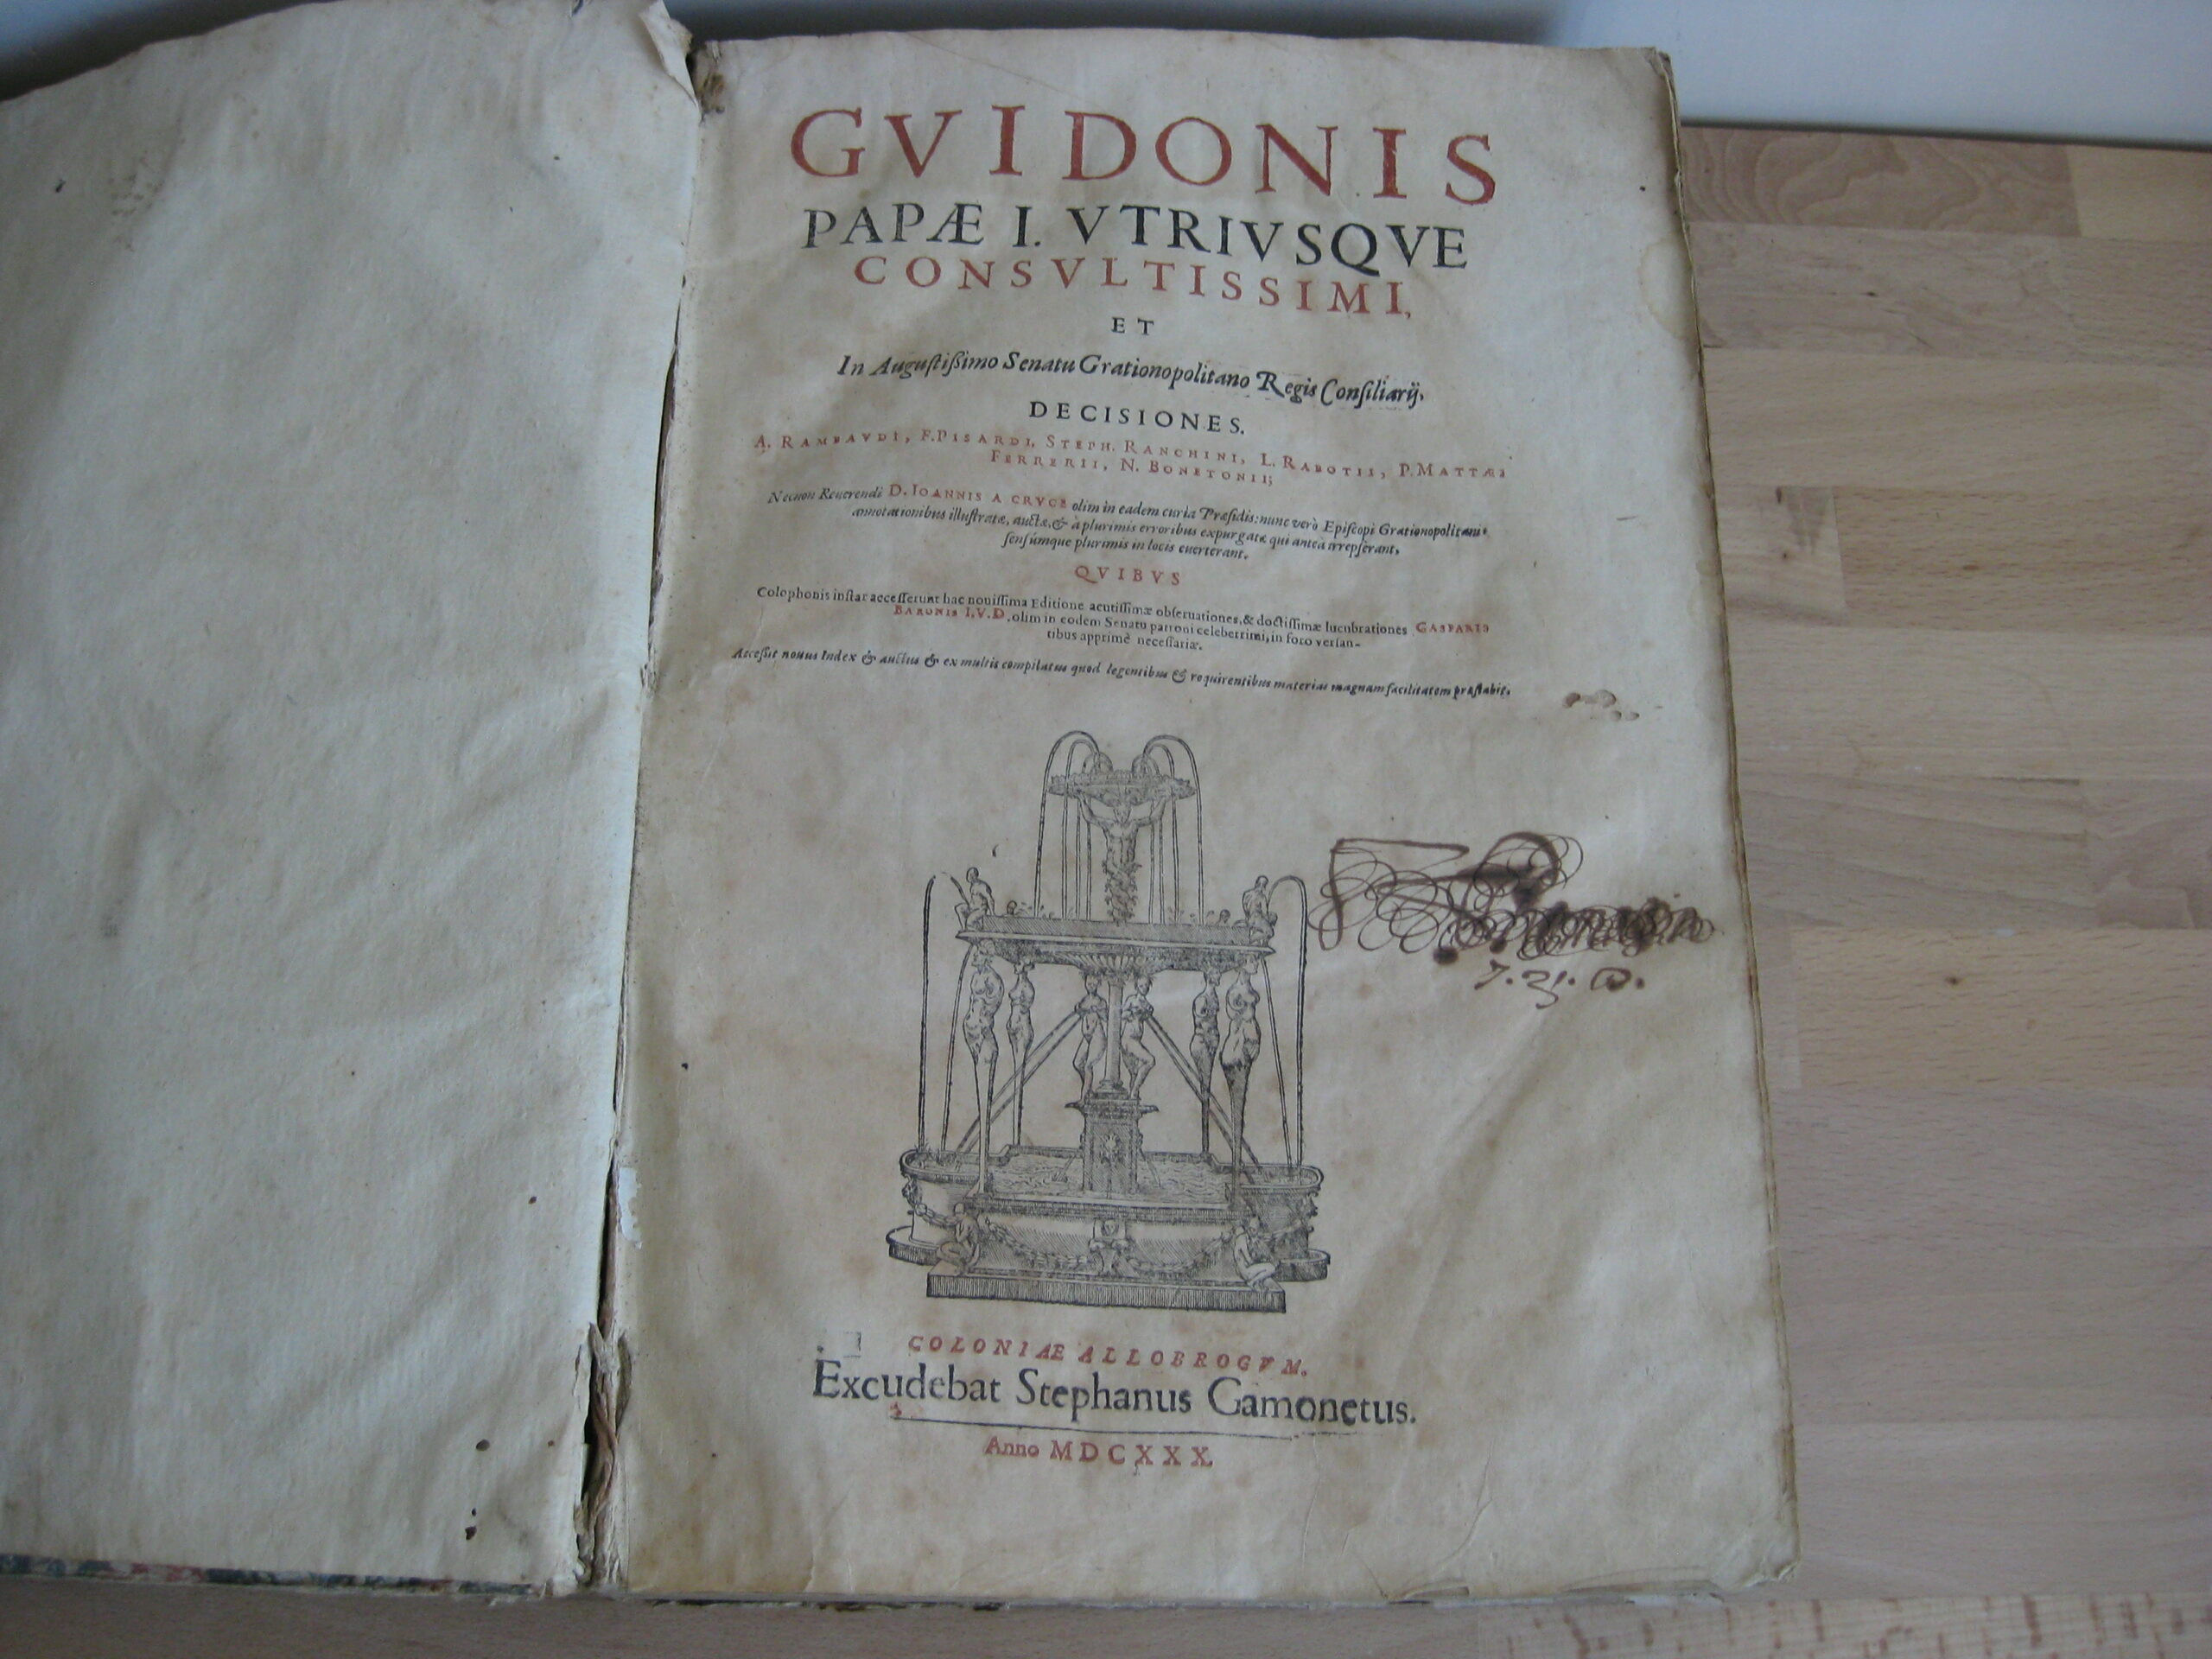 GVIDONIS
PAPÆ I. VTRIVSQVE
CONSVLTISSIMI,
ET
In Auguſtißimo Senatu Grationopolitano Regis Conſiliarÿ,
DECISIONES.
A. RAMBAVDI, F. PISARDI, STEPH. RANCHINI, L. RABOTII, P. MATTÆI
FERRERII, N. BONETONII;
Necnon Reuerendi D. IOANNIS A CRVCE olim in eadem curia Præſidis: nunc verò Epiſcopi Grationopolitani
annotationibus illuſtratæ, auctæ, & à plurimis erroribus expurgatæ qui anteà irrepſerant,
ſenſúmque plurimis in locis euerterant.
QVIBVS
Colophonis inſtar acceſſerunt hac nouiſſima Editione acutiſſimæ obſeruationes, & doctiſſimæ lucubrationes GASPARIS
BARONIS I.V.D. olim in eodem Senatu patroni celeberrimi, in foro verſan-
tibus apprimè neceſſariæ.
Acceſsit nouus Index & auctus & ex multis compilatus quod legentibus & requirentibus materias magnam facilitatem præſtabit.
COLONIÆ ALLOBROGVM.
Excudebat Stephanus Gamonetus.
Anno MDCXXX.